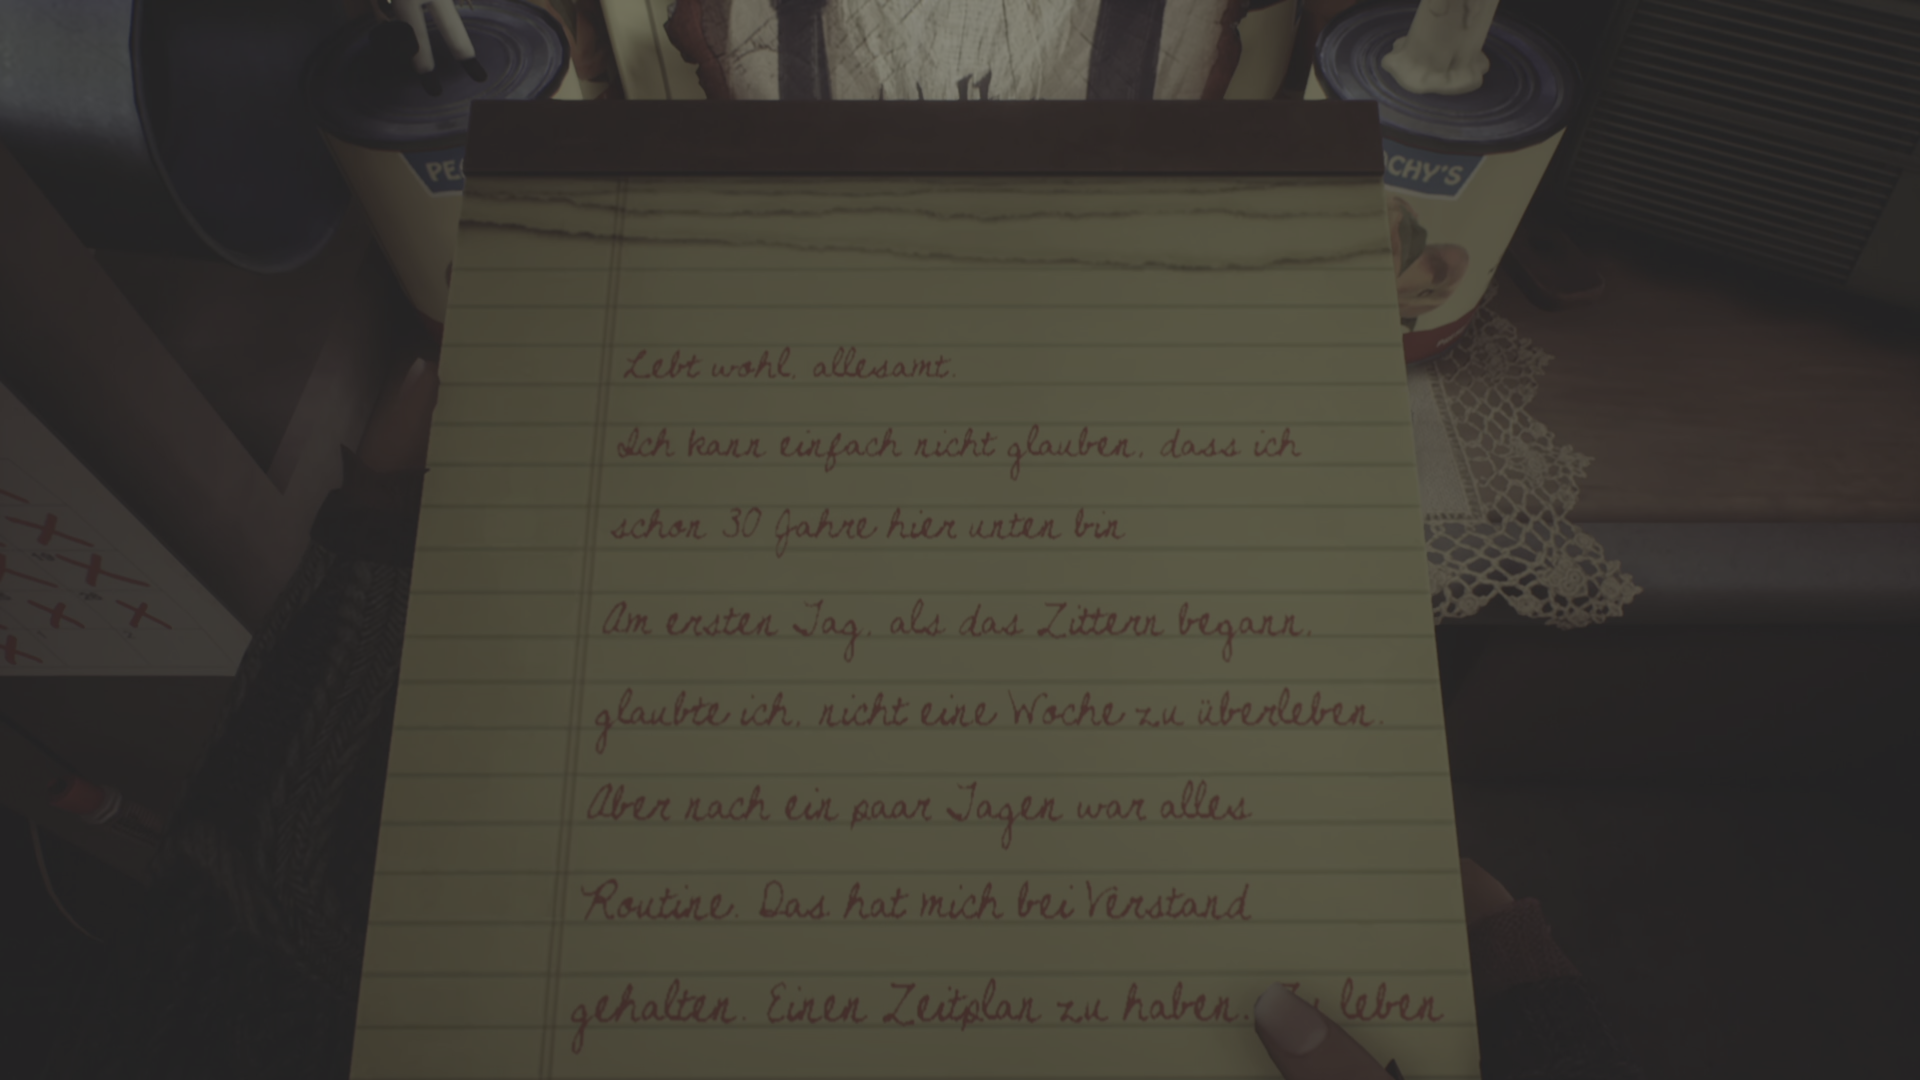 PE
CHY'S
Lebt wohl, allesamt.
Ich kann einfach nicht glauben, dass ich
schon 30 Jahre hier unten bin
Am ersten Tag, als das Zittern begann,
glaubte ich, nicht eine Woche zu überleben.
Aber nach ein paar Tagen war alles
Routine. Das hat mich bei Verstand
gehalten. Einen Zeitplan zu haben. Zu leben